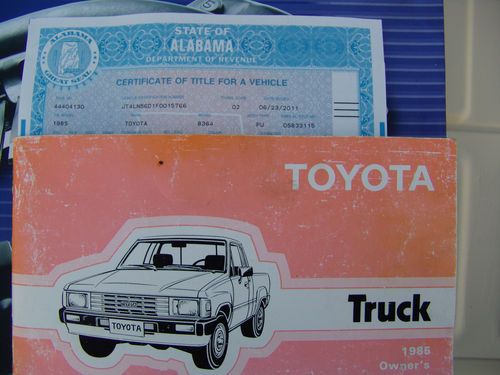 STATE OF
ALABAMA
DEPARTMENT OF REVENUE
ALABAMA
GREAT SEAL
CERTIFICATE OF TITLE FOR A VEHICLE
44404130 JT4LN56D1F0015766 02 06/23/2011
1985 TOYOTA 8364 PU 05833115
TOYOTA
TOYOTA
Truck
1985
Owner's